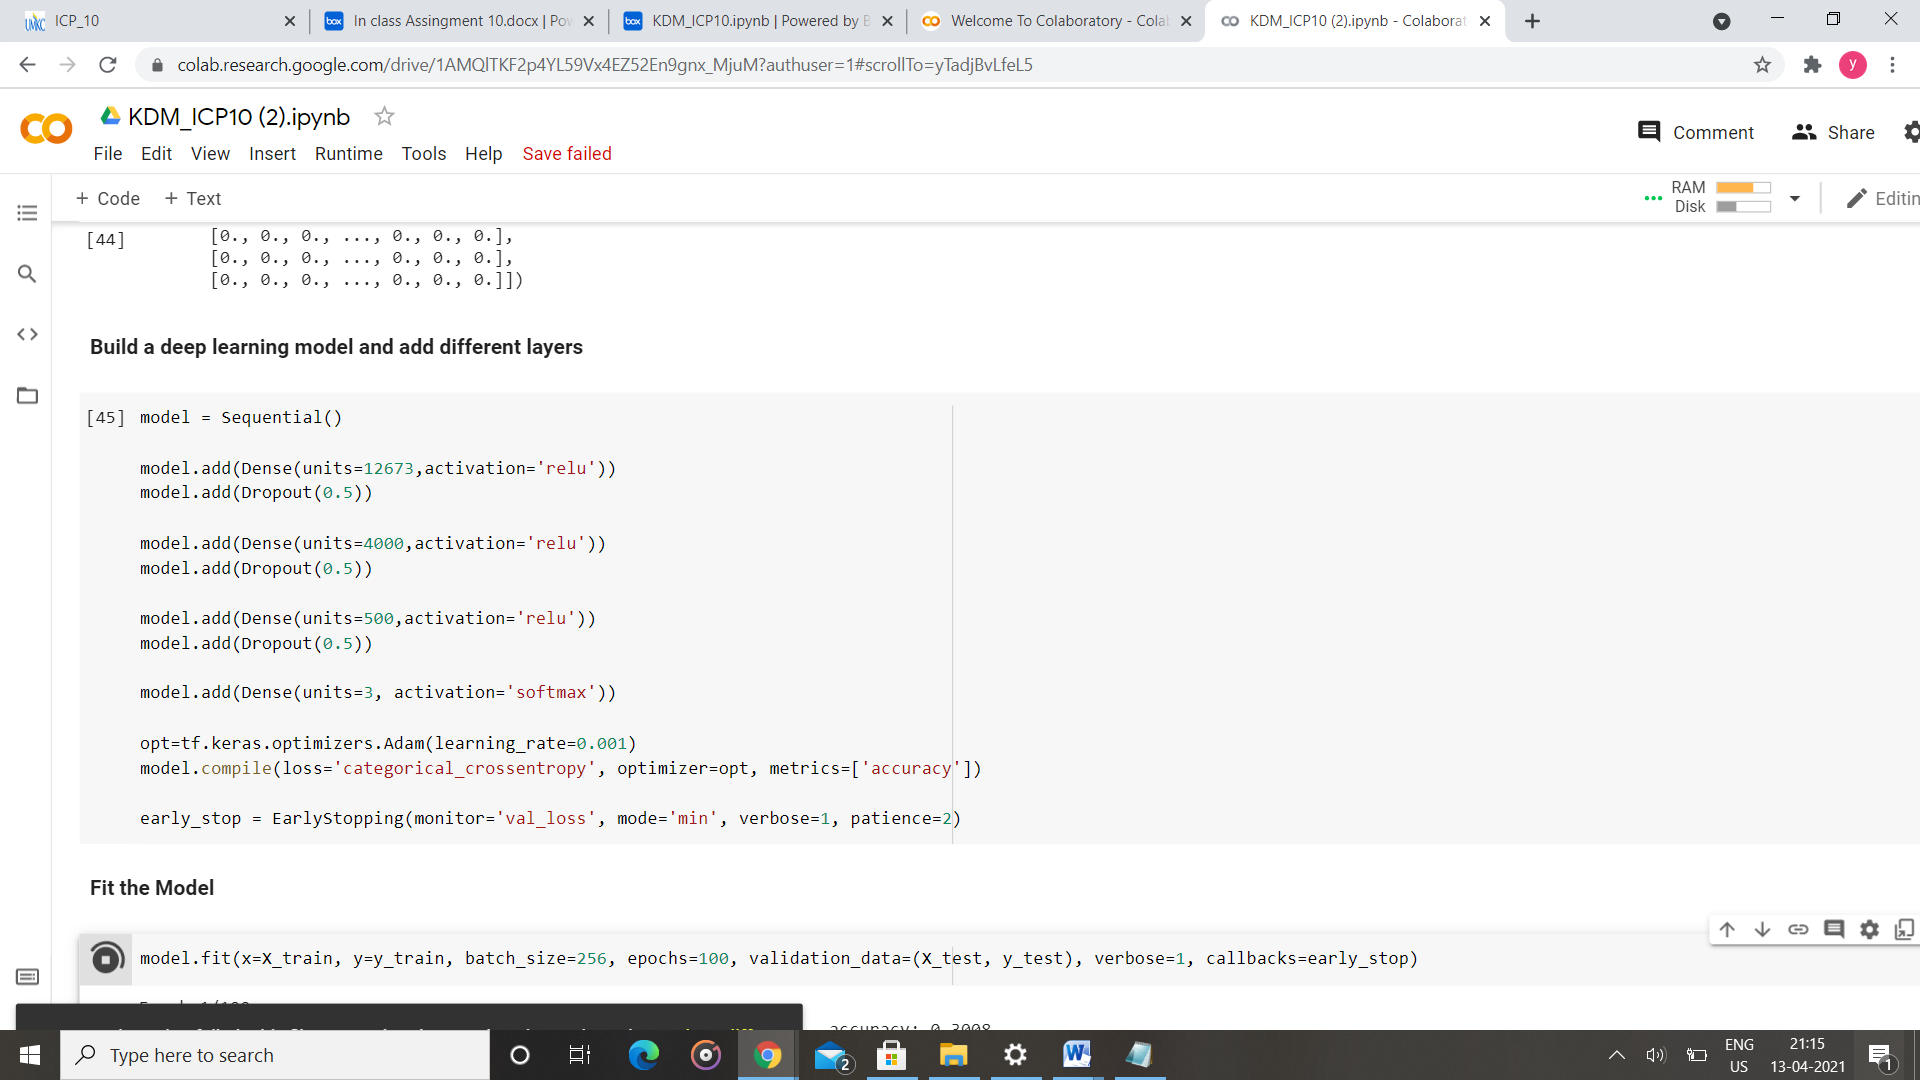 ICP_10
In class Assingment 10.docx | Pow
KDM_ICP10.ipynb | Powered by B
Welcome To Colaboratory - Colab
KDM_ICP10 (2).ipynb - Colaborat
colab.research.google.com/drive/1AMQlTKF2p4YL59Vx4EZ52En9gnx_MjuM?authuser=1#scrollTo=yTadjBvLfeL5
y
KDM_ICP10 (2).ipynb
Comment
Share
File Edit View Insert Runtime Tools Help Save failed
+ Code + Text
RAM
Disk
Editin
[44] [0., 0., 0., ..., 0., 0., 0.],
[0., 0., 0., ..., 0., 0., 0.],
[0., 0., 0., ..., 0., 0., 0.]])
Build a deep learning model and add different layers
[45] model = Sequential()
model.add(Dense(units=12673,activation='relu'))
model.add(Dropout(0.5))
model.add(Dense(units=4000,activation='relu'))
model.add(Dropout(0.5))
model.add(Dense(units=500,activation='relu'))
model.add(Dropout(0.5))
model.add(Dense(units=3, activation='softmax'))
opt=tf.keras.optimizers.Adam(learning_rate=0.001)
model.compile(loss='categorical_crossentropy', optimizer=opt, metrics=['accuracy'])
early_stop = EarlyStopping(monitor='val_loss', mode='min', verbose=1, patience=2)
Fit the Model
model.fit(x=X_train, y=y_train, batch_size=256, epochs=100, validation_data=(X_test, y_test), verbose=1, callbacks=early_stop)
accuracy: 0.3008
Type here to search
2
ENG
US
21:15
13-04-2021
1